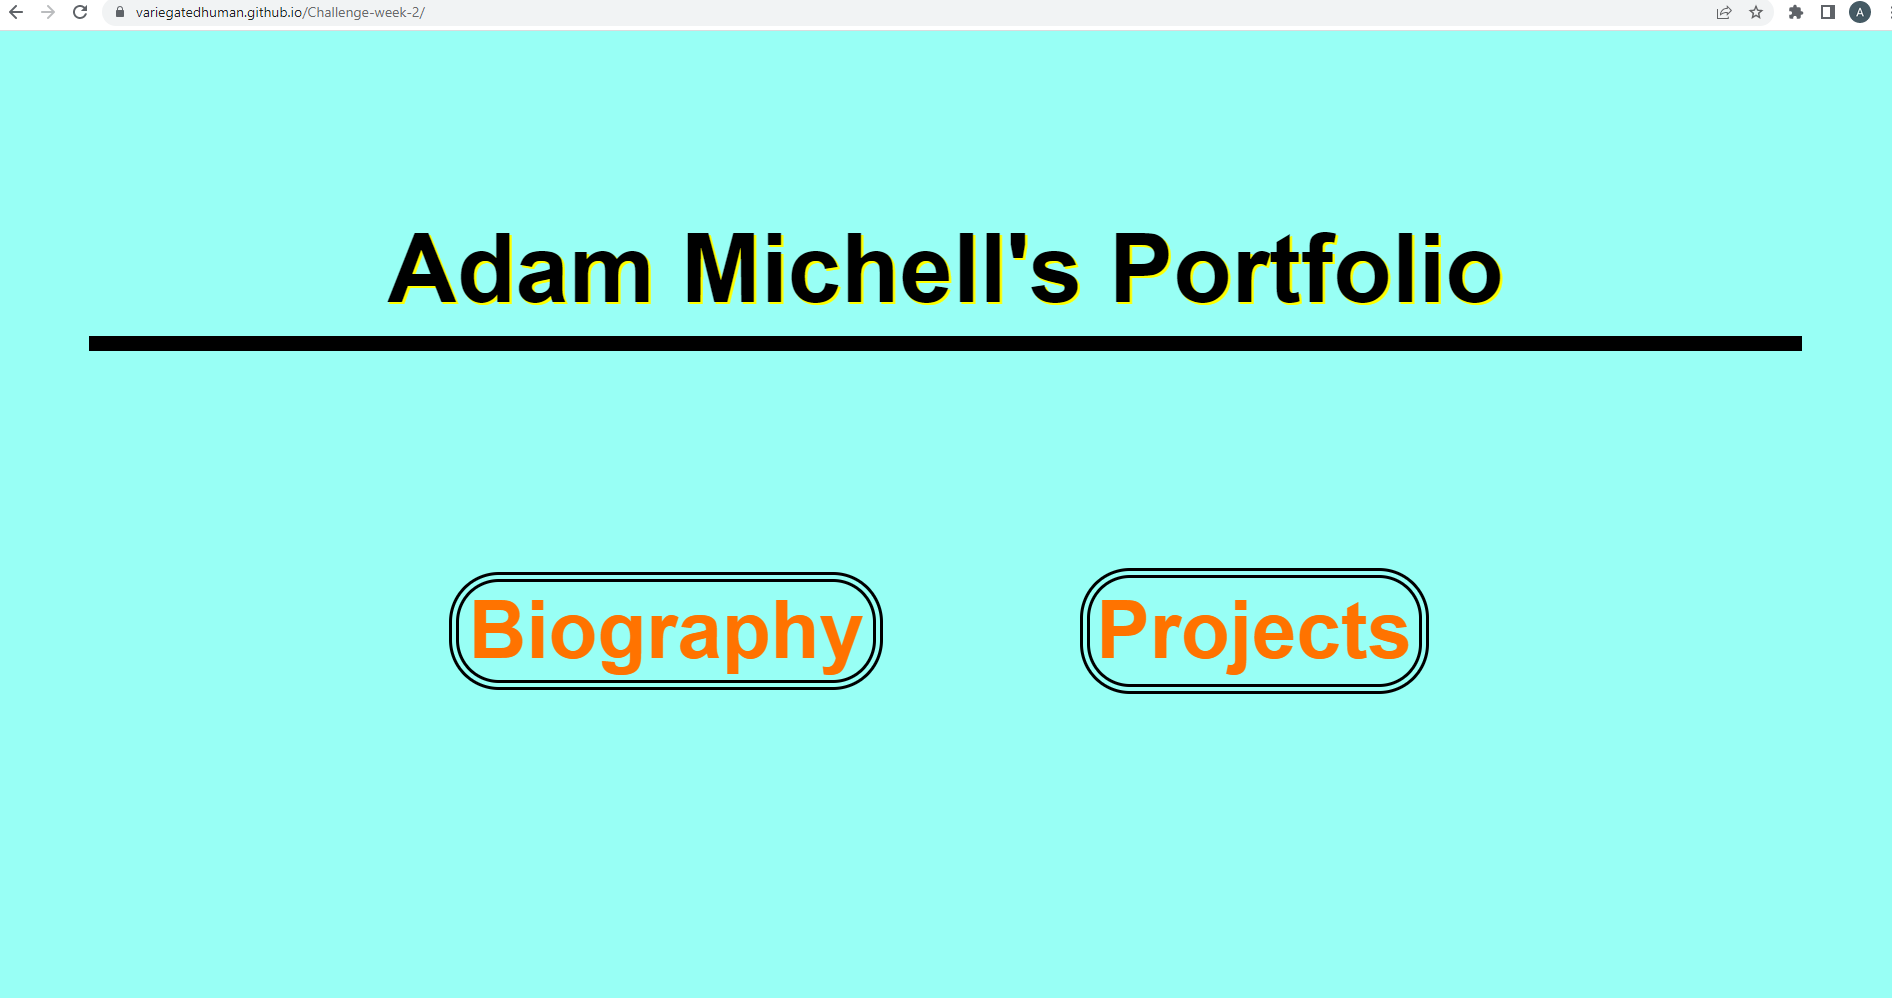 variegatedhuman.github.io/Challenge-week-2/
A
Adam Michell's Portfolio
Biography
Projects